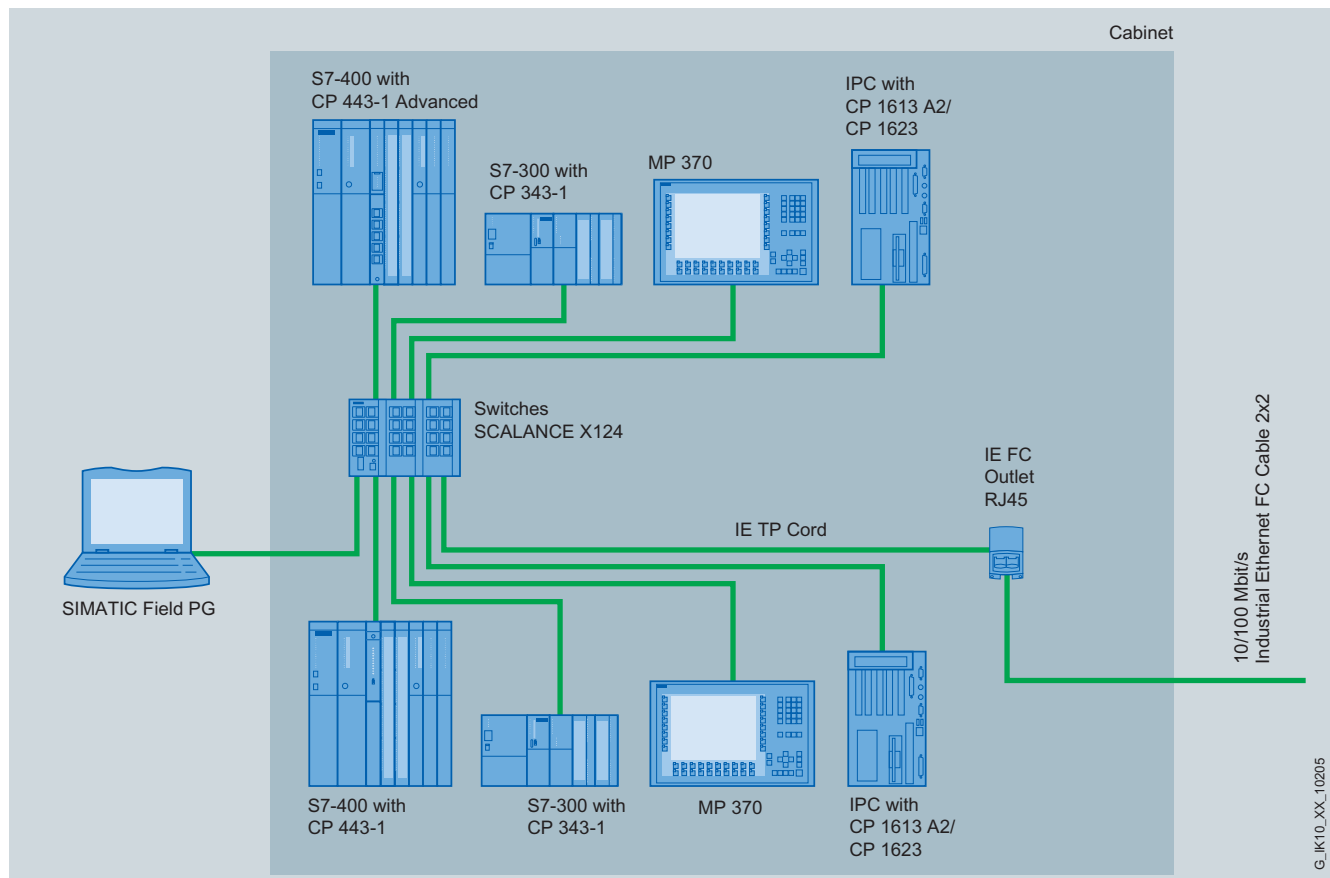 Cabinet
S7-400 with
CP 443-1 Advanced
S7-300 with
CP 343-1
MP 370
IPC with
CP 1613 A2/
CP 1623
Switches
SCALANCE X124
IE FC
Outlet
RJ45
IE TP Cord
10/100 Mbit/s
Industrial Ethernet FC Cable 2x2
SIMATIC Field PG
S7-400 with
CP 443-1
S7-300 with
CP 343-1
MP 370
IPC with
CP 1613 A2/
CP 1623
G_IK10_XX_10205